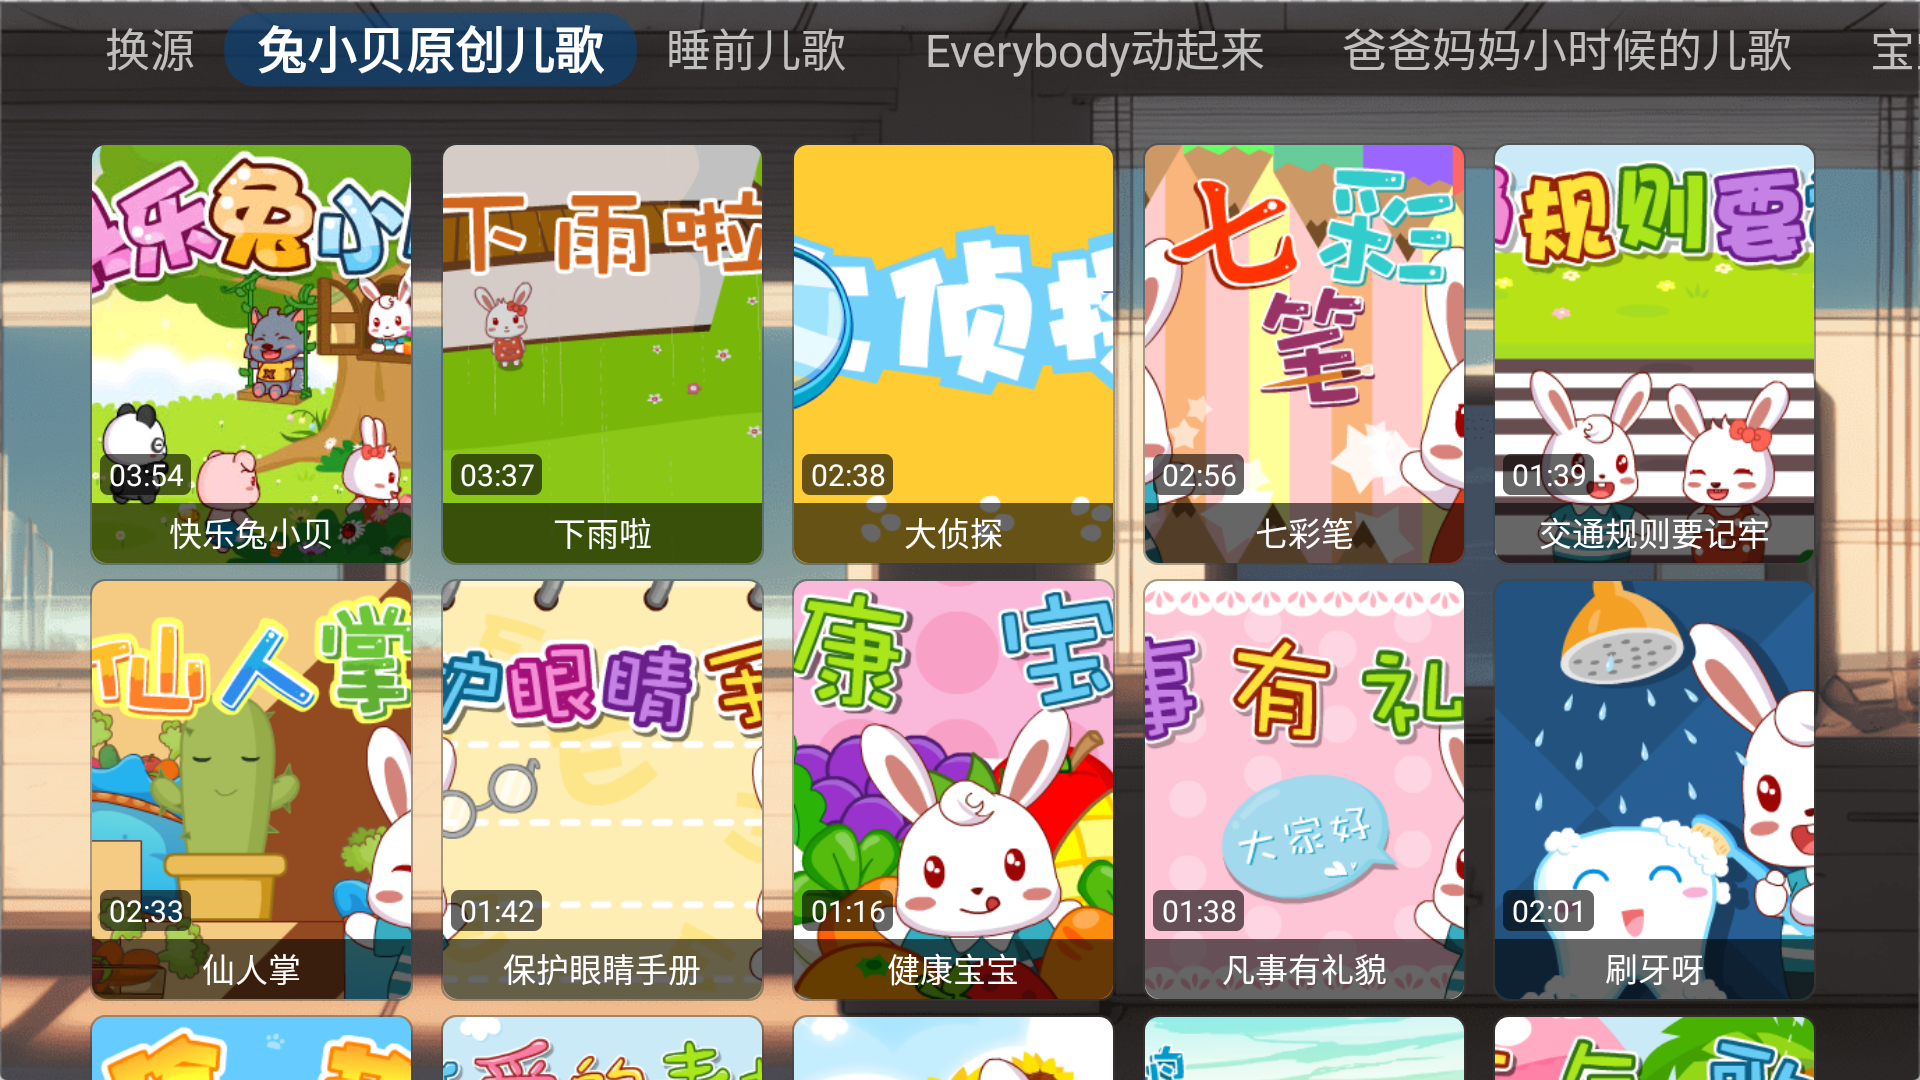 换源 兔小贝原创儿歌 睡前儿歌 Everybody动起来 爸爸妈妈小时候的儿歌
快乐兔小
03:54
快乐兔小贝
下雨啦
03:37
下雨啦
侦探
02:38
大侦探
七彩
笔
02:56
七彩笔
规则要
01:39
交通规则要记牢
仙人掌
02:33
仙人掌
护眼睛手
01:42
保护眼睛手册
康 宝
01:16
健康宝宝
事有礼
大家好
01:38
凡事有礼貌
02:01
刷牙呀
爱的